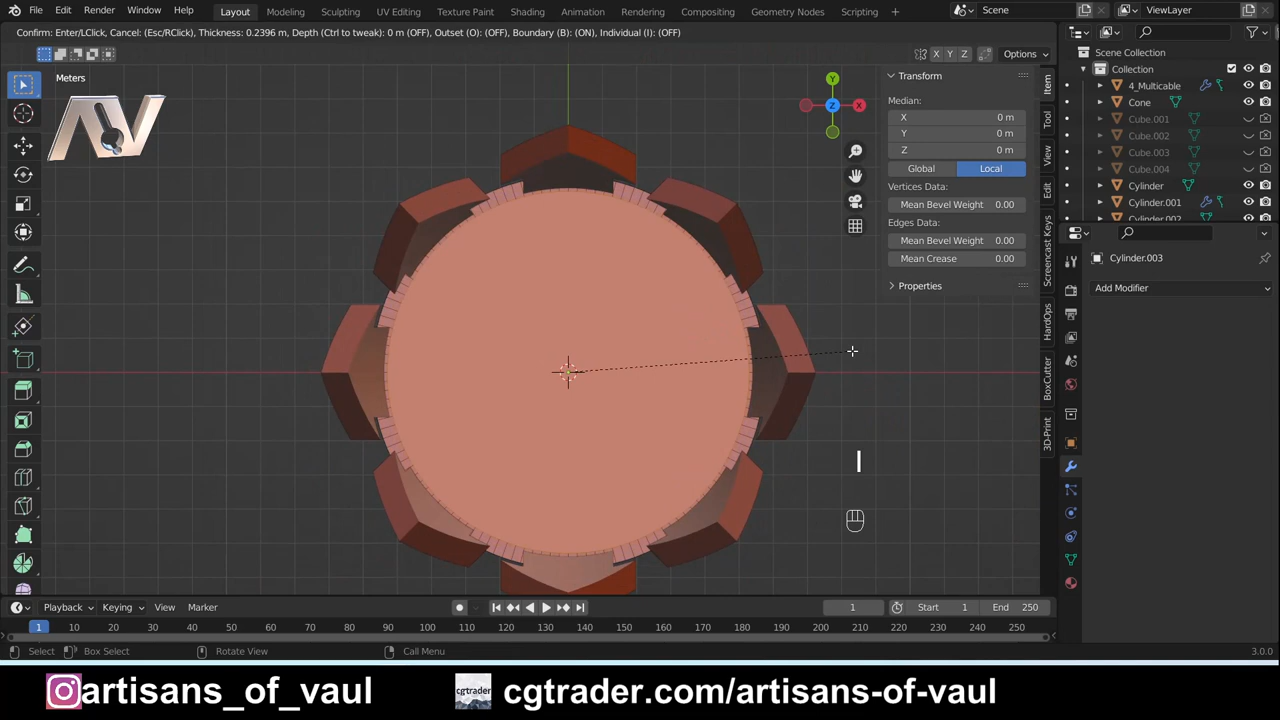 File Edit Render Window Help Layout Modeling Sculpting UV Editing Texture Paint Shading Animation Rendering Compositing Geometry Nodes Scripting Scene ViewLayer
Confirm: Enter/LClick, Cancel: (Esc/RClick), Thickness: 0.2396 m, Depth (Ctrl to tweak): 0 m (OFF), Outset (O): (OFF), Boundary (B): (ON), Individual (I): (OFF)
X Y Z Options
Scene Collection
Collection
4_Multicable
Cone
Cube.001
Cube.002
Cube.003
Cube.004
Cylinder
Cylinder.001
Cylinder.002
Meters
AV
Y
Z X
Transform
Median:
X 0 m
Y 0 m
Z 0 m
Global Local
Vertices Data:
Mean Bevel Weight 0.00
Edges Data:
Mean Bevel Weight 0.00
Mean Crease 0.00
Properties
Item
Tool
View
Edit
Screencast Keys
HardOps
BoxCutter
3D-Print
Cylinder.003
Add Modifier
I
Playback Keying View Marker 1 Start 1 End 250
1 10 20 30 40 50 60 70 80 90 100 110 120 130 140 150 160 170 180 190 200 210 220 230 240 250
Select Box Select Rotate View Call Menu 3.0.0
artisans_of_vaul cgtrader cgtrader.com/artisans-of-vaul